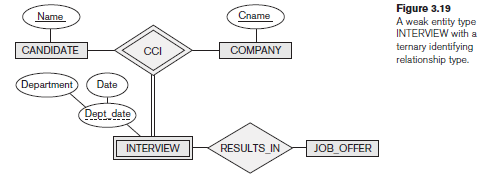 Name
Cname
Figure 3.19
A weak entity type
INTERVIEW with a
ternary identifying
relationship type.
CANDIDATE
CCI
COMPANY
Department
Date
Dept_date
INTERVIEW
RESULTS_IN
JOB_OFFER